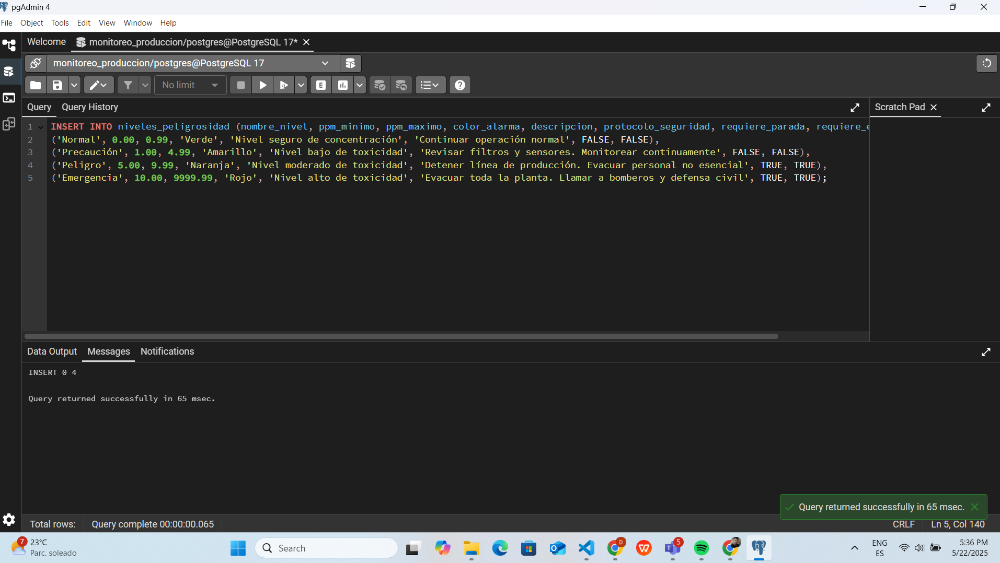 pgAdmin 4
File Object Tools Edit View Window Help
Welcome monitoreo_produccion/postgres@PostgreSQL 17*
monitoreo_produccion/postgres@PostgreSQL 17
No limit E
Query Query History Scratch Pad
1 INSERT INTO niveles_peligrosidad (nombre_nivel, ppm_minimo, ppm_maximo, color_alarma, descripcion, protocolo_seguridad, requiere_parada, requiere_e
2 ('Normal', 0.00, 0.99, 'Verde', 'Nivel seguro de concentración', 'Continuar operación normal', FALSE, FALSE),
3 ('Precaución', 1.00, 4.99, 'Amarillo', 'Nivel bajo de toxicidad', 'Revisar filtros y sensores. Monitorear continuamente', FALSE, FALSE),
4 ('Peligro', 5.00, 9.99, 'Naranja', 'Nivel moderado de toxicidad', 'Detener línea de producción. Evacuar personal no esencial', TRUE, TRUE),
5 ('Emergencia', 10.00, 9999.99, 'Rojo', 'Nivel alto de toxicidad', 'Evacuar toda la planta. Llamar a bomberos y defensa civil', TRUE, TRUE);
Data Output Messages Notifications
INSERT 0 4
Query returned successfully in 65 msec.
Query returned successfully in 65 msec.
Total rows: Query complete 00:00:00.065 CRLF Ln 5, Col 140
7 23°C
Parc. soleado
Search
D
5
ENG
ES
5:36 PM
5/22/2025